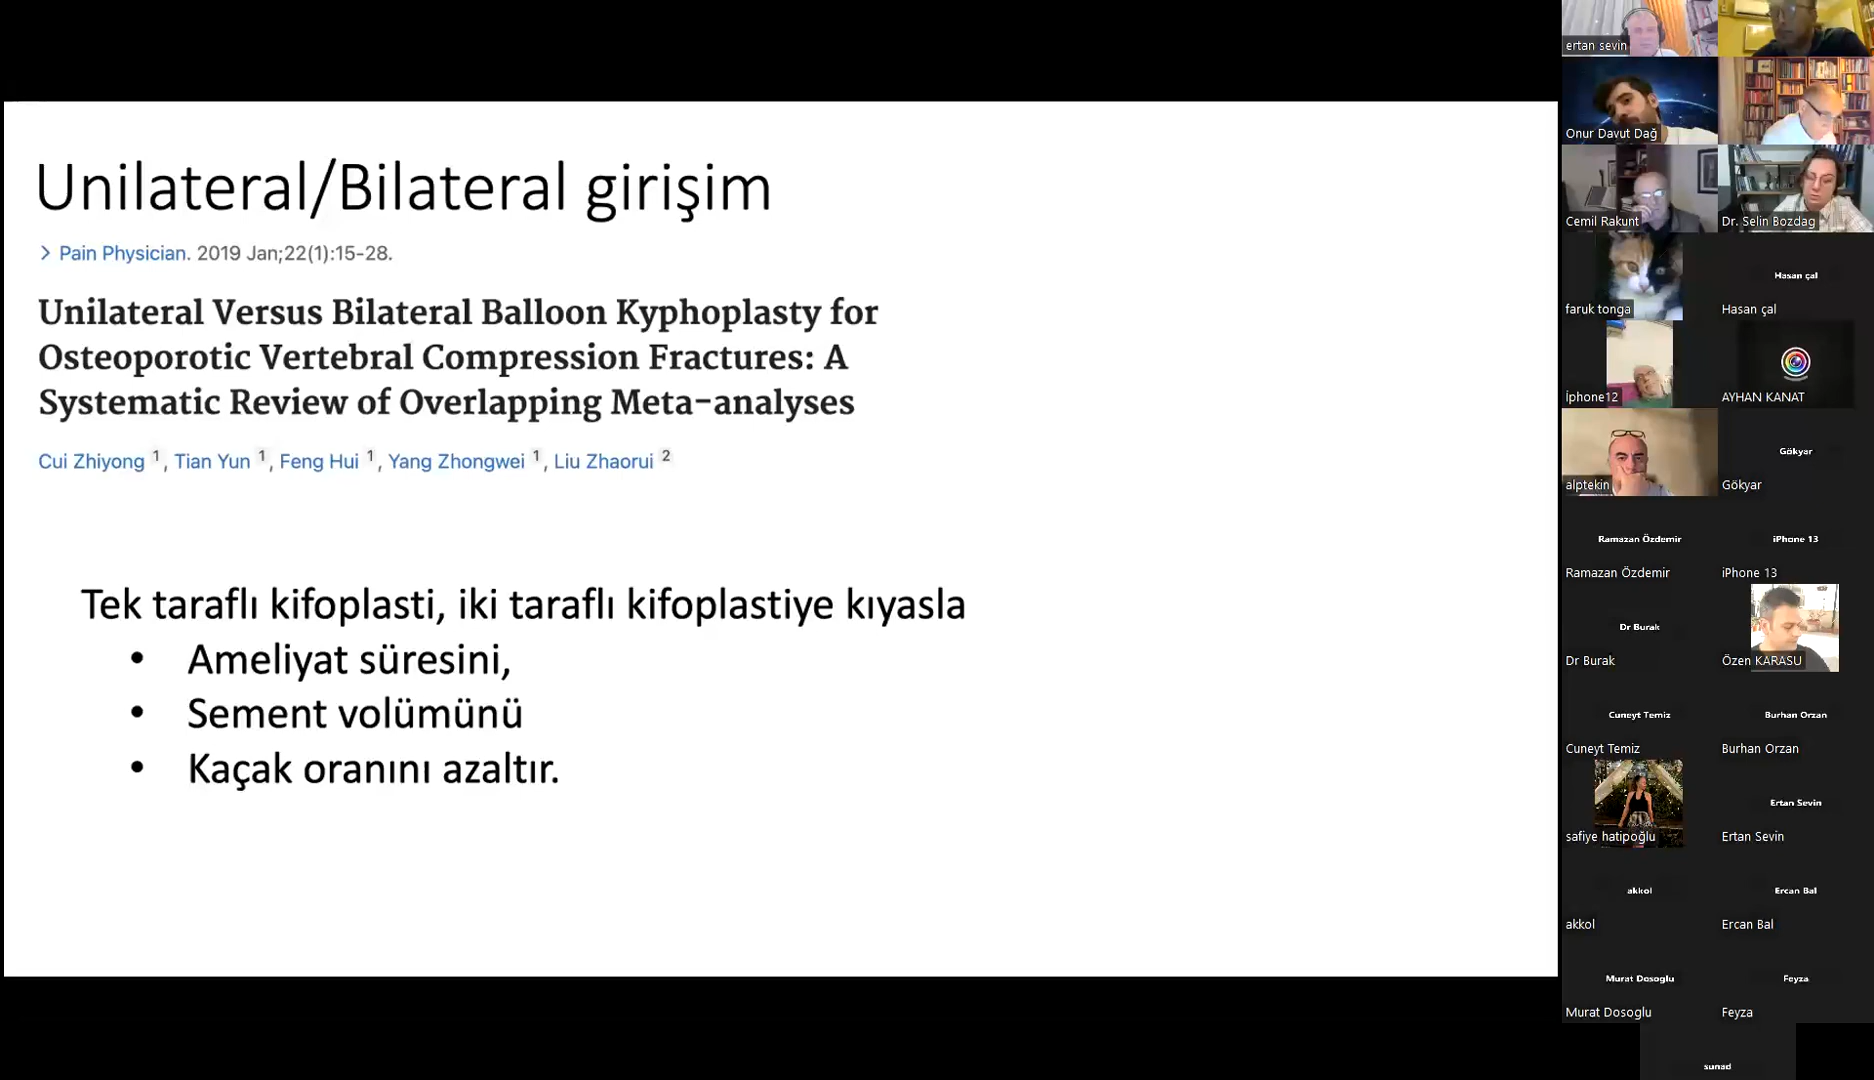 Unilateral/Bilateral girişim
> Pain Physician. 2019 Jan;22(1):15-28.
Unilateral Versus Bilateral Balloon Kyphoplasty for
Osteoporotic Vertebral Compression Fractures: A
Systematic Review of Overlapping Meta-analyses
Cui Zhiyong 1, Tian Yun 1, Feng Hui 1, Yang Zhongwei 1, Liu Zhaorui 2
Tek taraflı kifoplasti, iki taraflı kifoplastiye kıyasla
• Ameliyat süresini,
• Sement volümünü
• Kaçak oranını azaltır.
ertan sevin
Onur Davut Dağ
Cemil Rakunt
Dr. Selin Bozdag
faruk tonga
Hasan çal
Hasan çal
iphone12
AYHAN KANAT
alptekin
Gökyar
Gökyar
Ramazan Özdemir
Ramazan Özdemir
iPhone 13
iPhone 13
Dr Burak
Dr Burak
Özen KARASU
Cuneyt Temiz
Cuneyt Temiz
Burhan Orzan
Burhan Orzan
safiye hatipoğlu
Ertan Sevin
Ertan Sevin
akkol
akkol
Ercan Bal
Ercan Bal
Murat Dosoglu
Murat Dosoglu
Feyza
Feyza
sunad